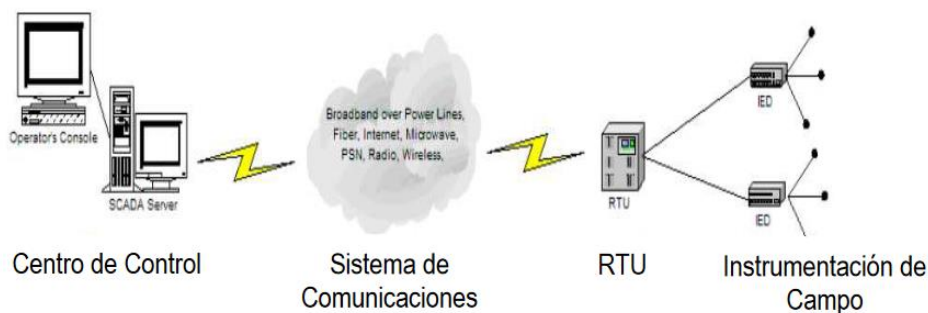 Operator's Console
SCADA Server
Broadband over Power Lines,
Fiber, Internet, Microwave,
PSN, Radio, Wireless,
RTU
IED
IED
Centro de Control
Sistema de
Comunicaciones
RTU
Instrumentación de
Campo